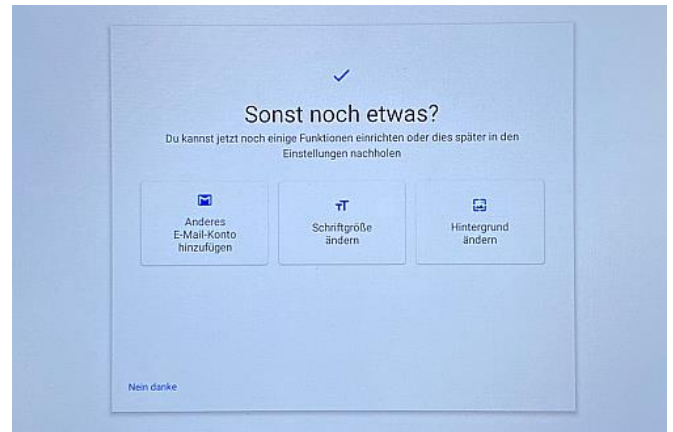 Sonst noch etwas?
Du kannst jetzt noch einige Funktionen einrichten oder dies später in den
Einstellungen nachholen
Anderes
E-Mail-Konto
hinzufügen
Schriftgröße
ändern
Hintergrund
ändern
Nein danke